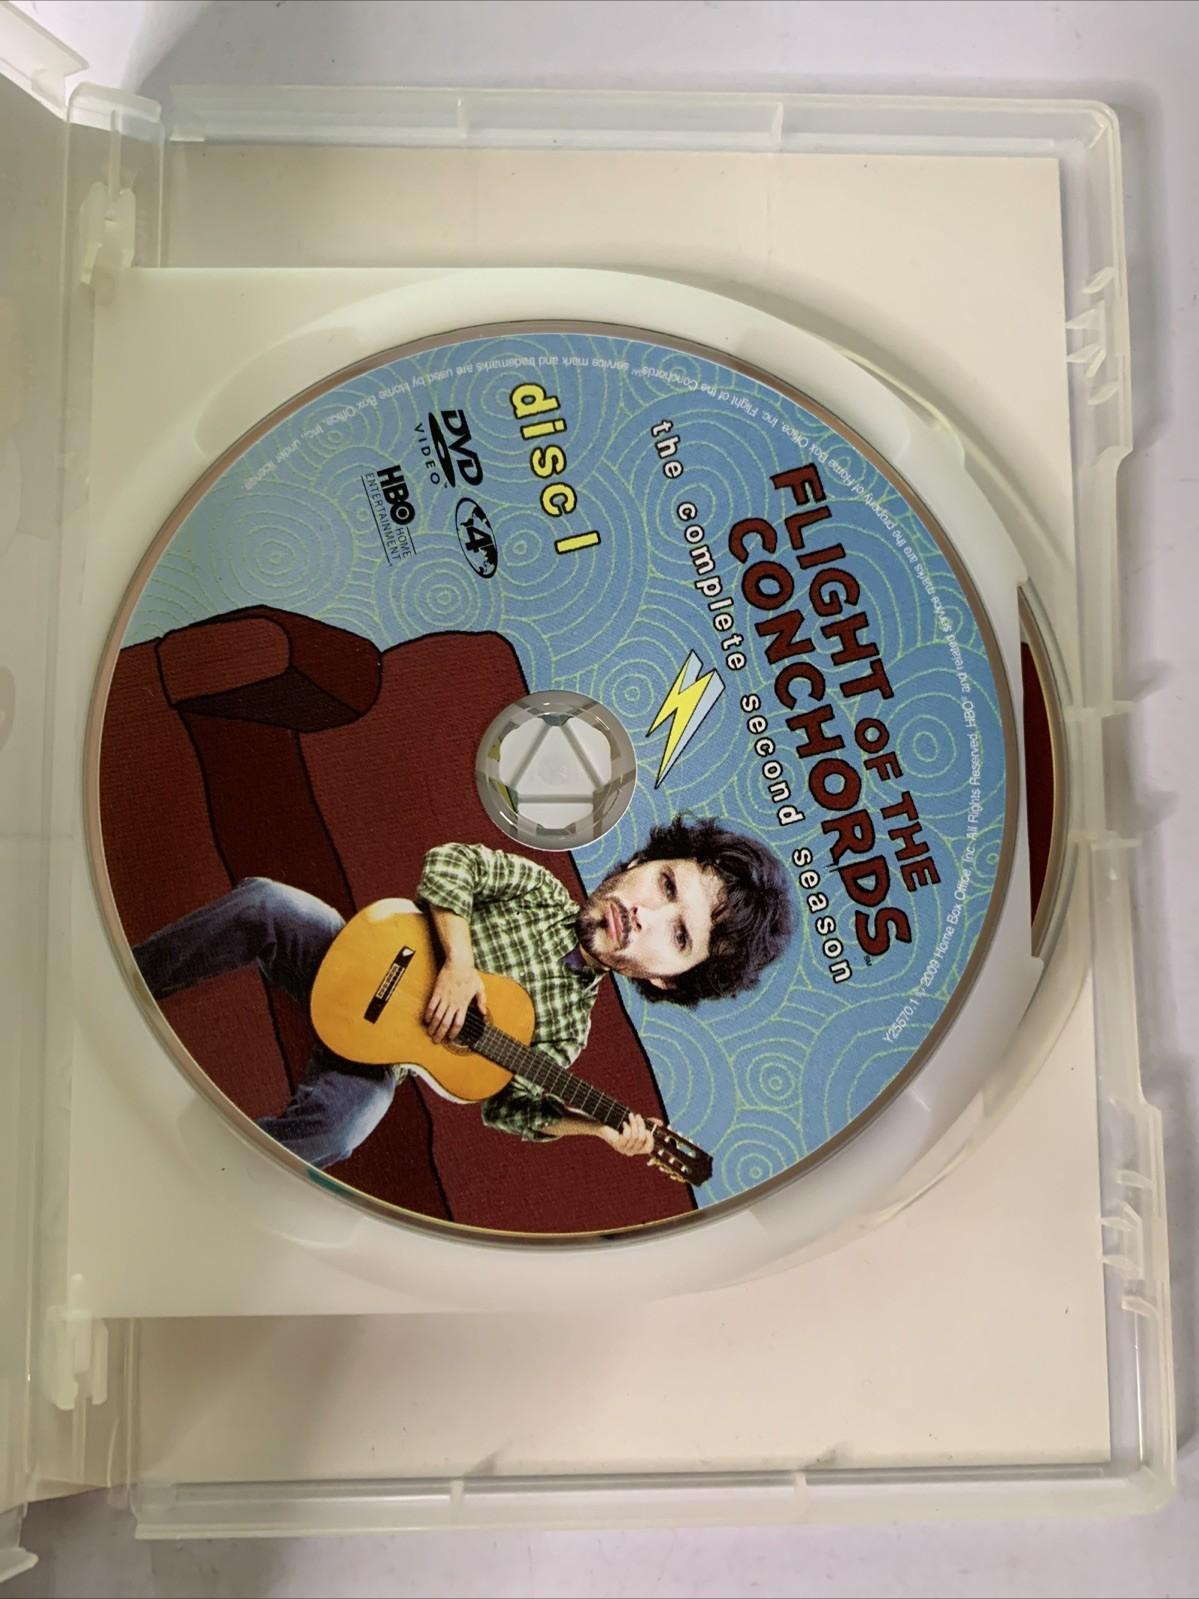 FLIGHT OF THE
CONCHORDS™
the complete second season
disc 1
DVD
VIDEO™
4
HBO HOME
ENTERTAINMENT
Y25570.1 © 2009 Home Box Office, Inc. All Rights Reserved. HBO® and related service marks are the property of Home Box Office, Inc. Flight of the Conchords℠ service mark and trademarks are used by Home Box Office, Inc., under license